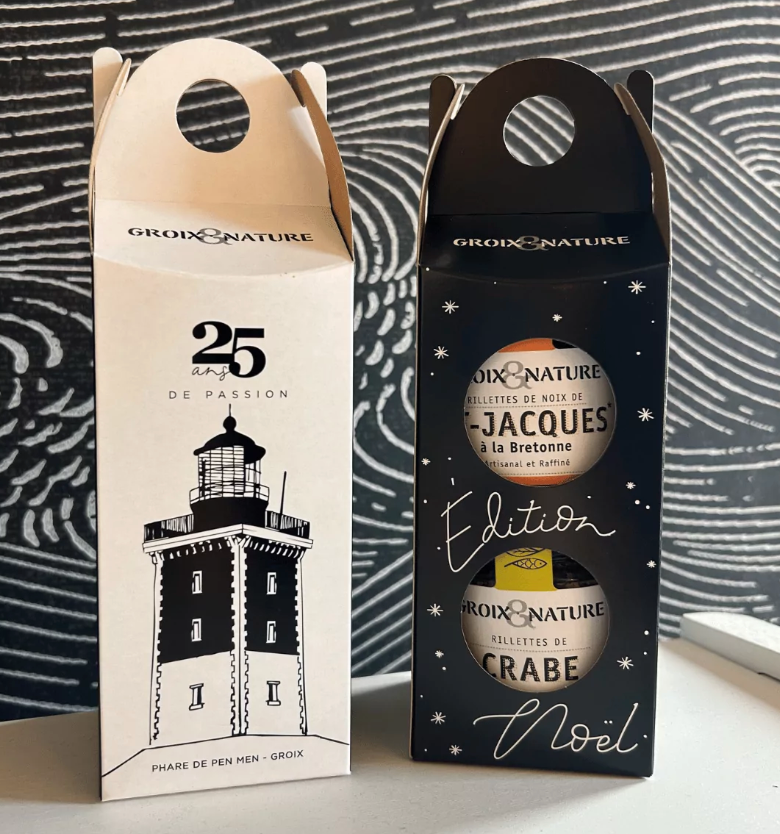 GROIX&NATURE
25
ans
DE PASSION
PHARE DE PEN MEN - GROIX
GROIX&NATURE
OIX&NATURE
RILLETTES DE NOIX DE
T-JACQUES*
à la Bretonne
Artisanal et Raffiné
Édition
GROIX&NATURE
RILLETTES DE
CRABE
Noël